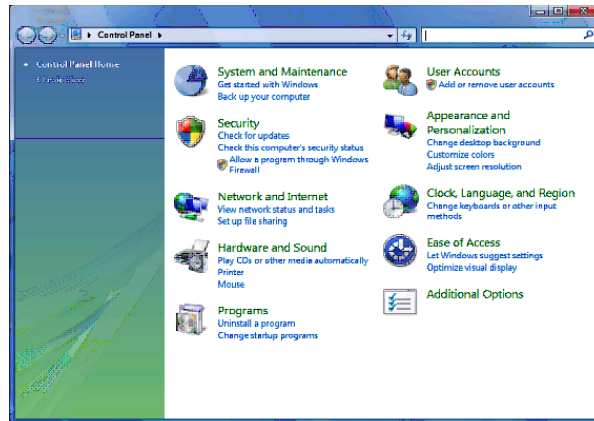 Control Panel
Control Panel Home
Classic View
System and Maintenance
Get started with Windows
Back up your computer
Security
Check for updates
Check this computer's security status
Allow a program through Windows
Firewall
Network and Internet
View network status and tasks
Set up file sharing
Hardware and Sound
Play CDs or other media automatically
Printer
Mouse
Programs
Uninstall a program
Change startup programs
User Accounts
Add or remove user accounts
Appearance and
Personalization
Change desktop background
Customize colors
Adjust screen resolution
Clock, Language, and Region
Change keyboards or other input
methods
Ease of Access
Let Windows suggest settings
Optimize visual display
Additional Options